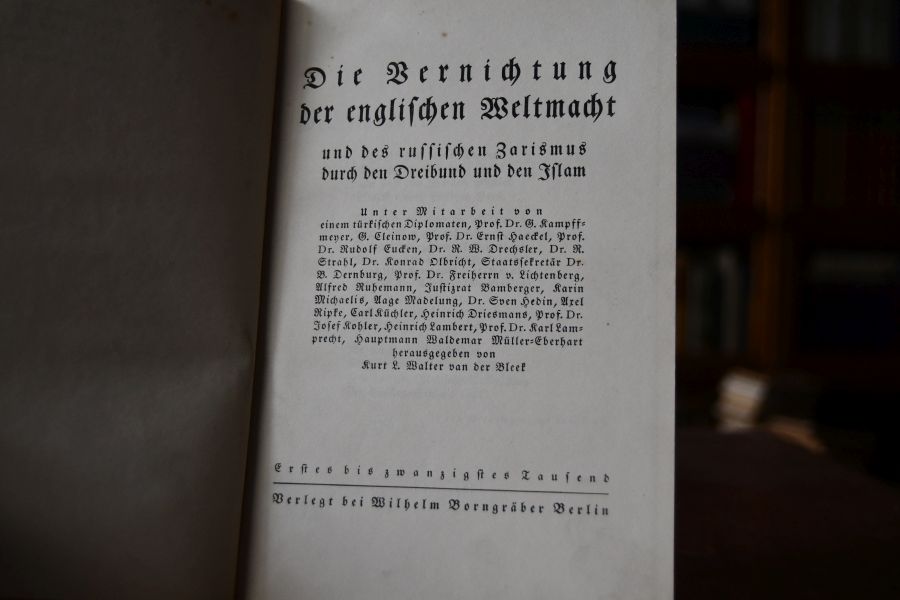 Die Vernichtung
der engliſchen Weltmacht
und des ruſſiſchen Zarismus
durch den Dreibund und den Iſlam
Unter Mitarbeit von
einem türkiſchen Diplomaten, Prof. Dr. G. Kampff-
meyer, G. Cleinow, Prof. Dr. Ernſt Haeckel, Prof.
Dr. Rudolf Eucken, Dr. R. W. Drechſler, Dr. R.
Strahl, Dr. Konrad Olbricht, Staatsſekretär Dr.
B. Dernburg, Prof. Dr. Freiherrn v. Lichtenberg,
Alfred Ruhemann, Juſtizrat Bamberger, Karin
Michaelis, Aage Madelung, Dr. Sven Hedin, Axel
Ripke, Carl Küchler, Heinrich Driesmans, Prof. Dr.
Joſef Kohler, Heinrich Lambert, Prof. Dr. Karl Lam-
precht, Hauptmann Waldemar Müller-Eberhart
herausgegeben von
Kurt L. Walter van der Bleek
Erſtes bis zwanzigſtes Tauſend
Verlegt bei Wilhelm Borngräber Berlin